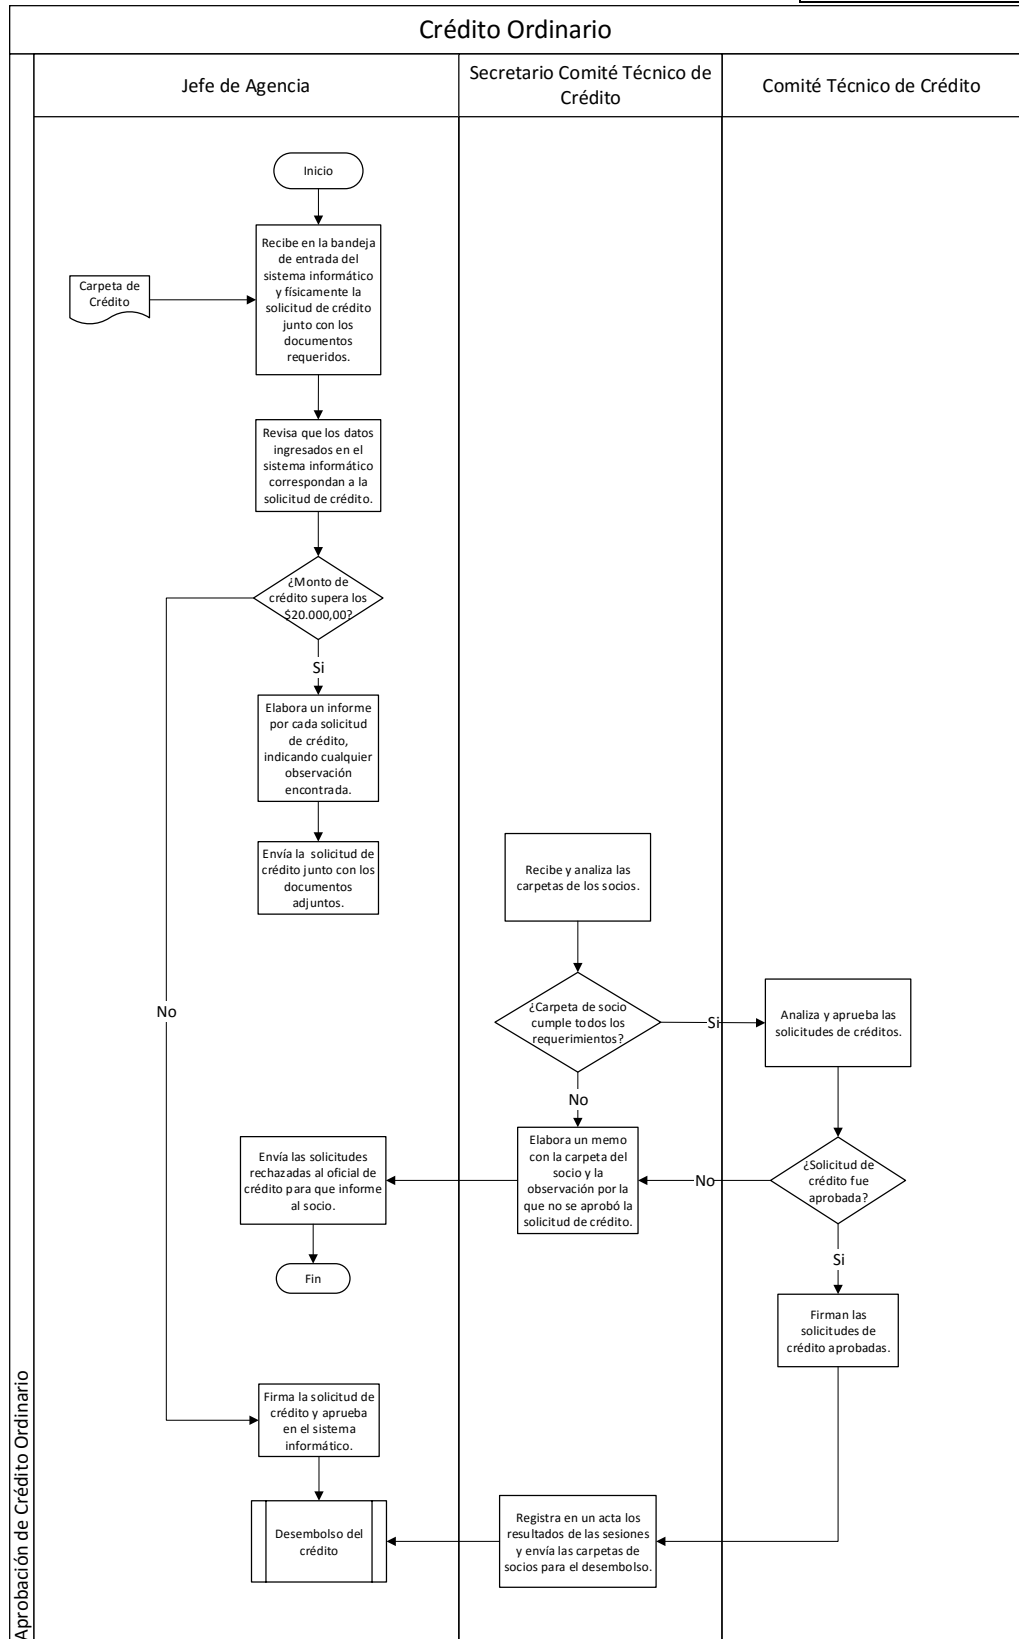 Crédito Ordinario
Jefe de Agencia
Secretario Comité Técnico de
Crédito
Comité Técnico de Crédito
Aprobación de Crédito Ordinario
Inicio
Carpeta de
Crédito
Recibe en la bandeja
de entrada del
sistema informático
y físicamente la
solicitud de crédito
junto con los
documentos
requeridos.
Revisa que los datos
ingresados en el
sistema informático
correspondan a la
solicitud de crédito.
¿Monto de
crédito supera los
$20.000,00?
Si
Elabora un informe
por cada solicitud
de crédito,
indicando cualquier
observación
encontrada.
Envía la  solicitud de
crédito junto con los
documentos
adjuntos.
Recibe y analiza las
carpetas de los socios.
No
¿Carpeta de socio
cumple todos los
requerimientos?
Si
Analiza y aprueba las
solicitudes de créditos.
No
Envía las solicitudes
rechazadas al oficial de
crédito para que informe
al socio.
Elabora un memo
con la carpeta del
socio y la
observación por la
que no se aprobó la
solicitud de crédito.
No
¿Solicitud de
crédito fue
aprobada?
Si
Fin
Firman las
solicitudes de
crédito aprobadas.
Firma la solicitud de
crédito y aprueba
en el sistema
informático.
Desembolso del
crédito
Registra en un acta los
resultados de las sesiones
y envía las carpetas de
socios para el desembolso.